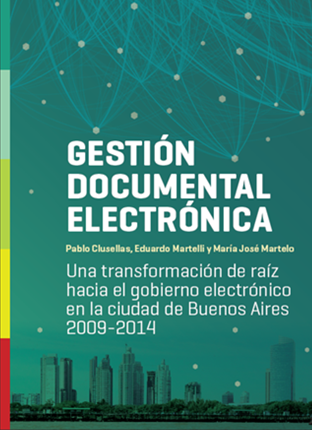 GESTIÓN
DOCUMENTAL
ELECTRÓNICA
Pablo Clusellas, Eduardo Martelli y María José Martelo
Una transformación de raíz
hacia el gobierno electrónico
en la ciudad de Buenos Aires
2009-2014